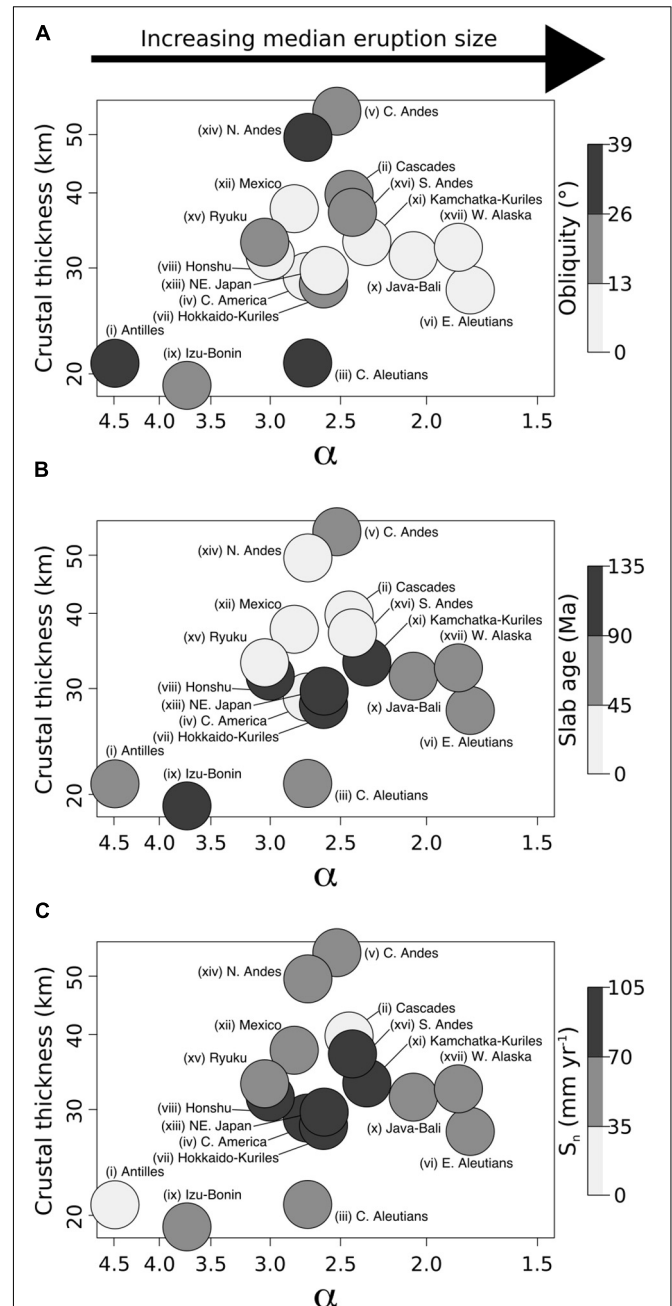 A
Increasing median eruption size
Crustal thickness (km)
50
40
30
20
(v) C. Andes
(xiv) N. Andes
(ii) Cascades
(xii) Mexico
(xvi) S. Andes
(xi) Kamchatka-Kuriles
(xv) Ryuku
(xvii) W. Alaska
(viii) Honshu
(xiii) NE. Japan
(iv) C. America
(x) Java-Bali
(vii) Hokkaido-Kuriles
(vi) E. Aleutians
(i) Antilles
(ix) Izu-Bonin
(iii) C. Aleutians
4.5 4.0 3.5 3.0 2.5 2.0 1.5
α
Obliquity (°)
39
26
13
0
B
Crustal thickness (km)
50
40
30
20
(v) C. Andes
(xiv) N. Andes
(ii) Cascades
(xii) Mexico
(xvi) S. Andes
(xi) Kamchatka-Kuriles
(xv) Ryuku
(xvii) W. Alaska
(viii) Honshu
(xiii) NE. Japan
(iv) C. America
(x) Java-Bali
(vii) Hokkaido-Kuriles
(vi) E. Aleutians
(i) Antilles
(ix) Izu-Bonin
(iii) C. Aleutians
4.5 4.0 3.5 3.0 2.5 2.0 1.5
α
Slab age (Ma)
135
90
45
0
C
Crustal thickness (km)
50
40
30
20
(v) C. Andes
(xiv) N. Andes
(ii) Cascades
(xii) Mexico
(xvi) S. Andes
(xi) Kamchatka-Kuriles
(xv) Ryuku
(xvii) W. Alaska
(viii) Honshu
(xiii) NE. Japan
(iv) C. America
(x) Java-Bali
(vii) Hokkaido-Kuriles
(vi) E. Aleutians
(i) Antilles
(ix) Izu-Bonin
(iii) C. Aleutians
4.5 4.0 3.5 3.0 2.5 2.0 1.5
α
Sₙ (mm yr⁻¹)
105
70
35
0